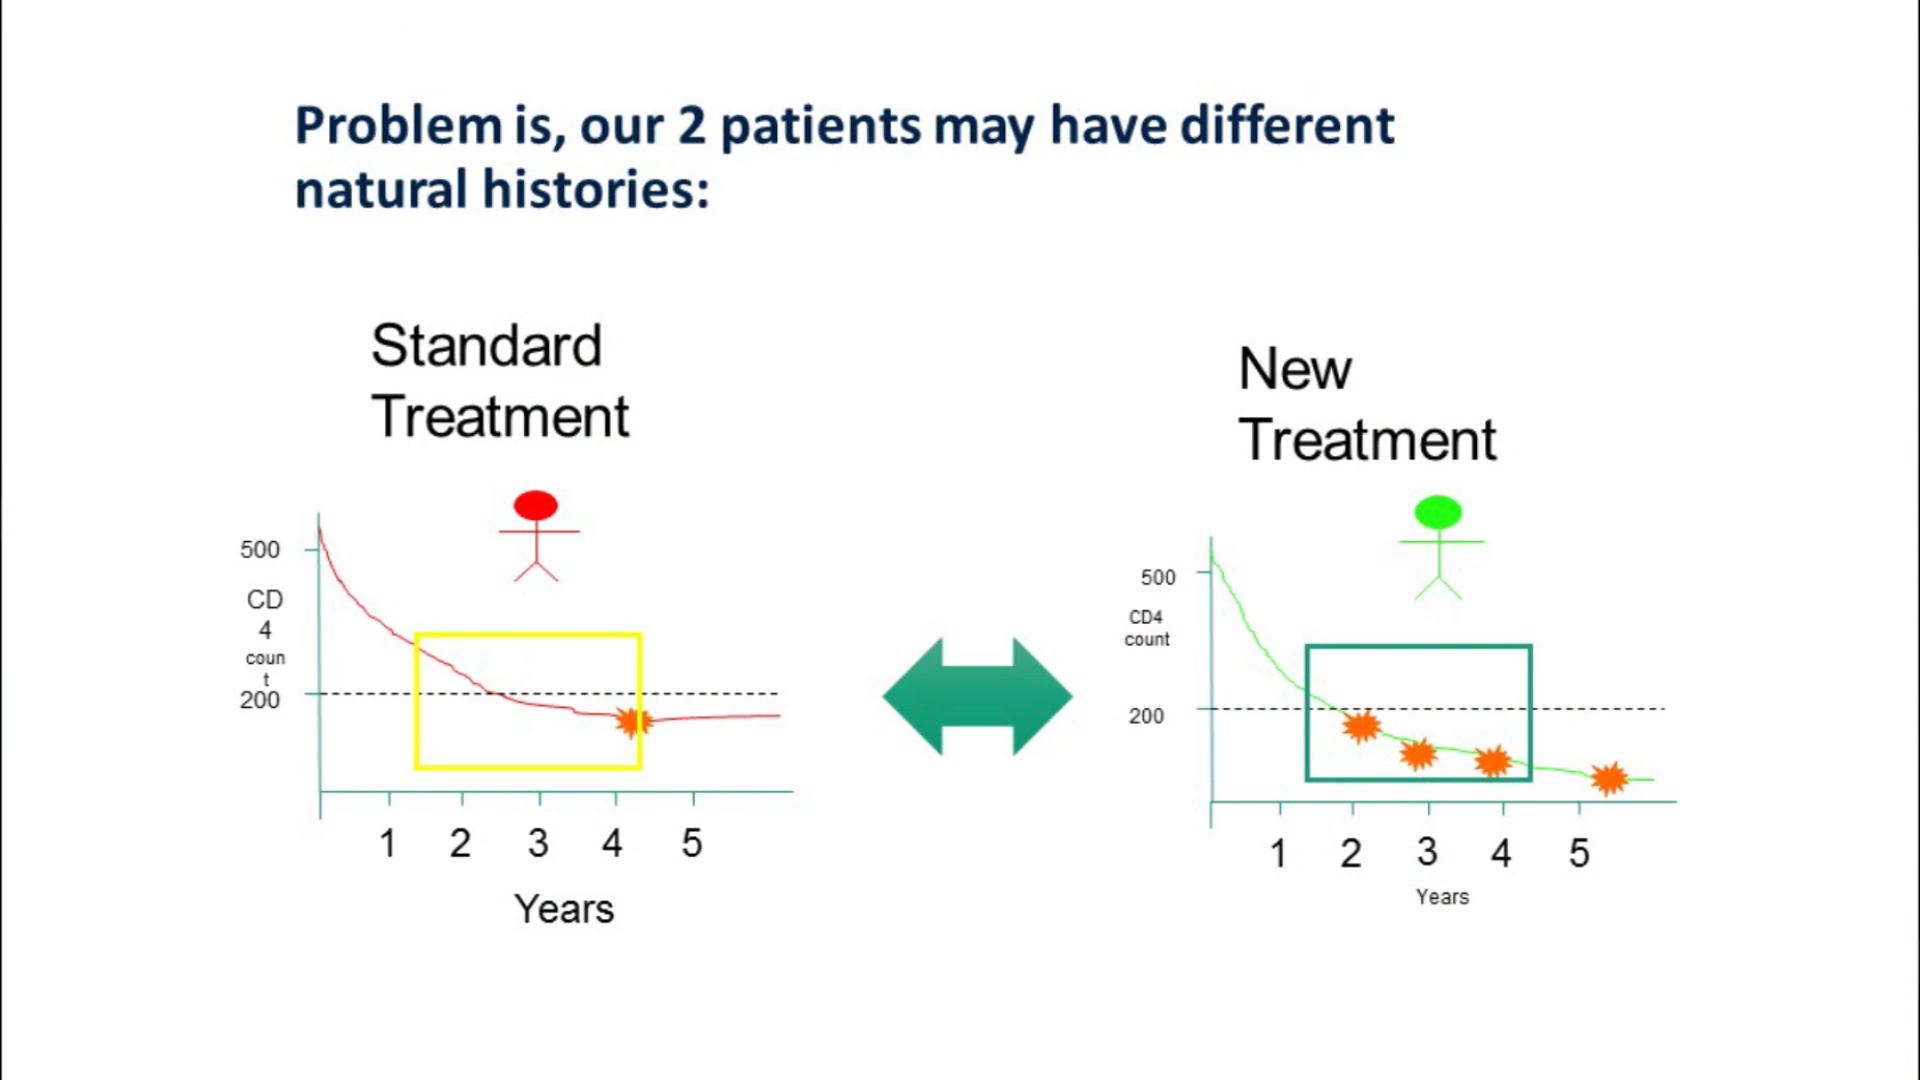 Problem is, our 2 patients may have different
natural histories:
Standard
Treatment
500
CD
4
coun
t
200
1 2 3 4 5
Years
New
Treatment
500
CD4
count
200
1 2 3 4 5
Years